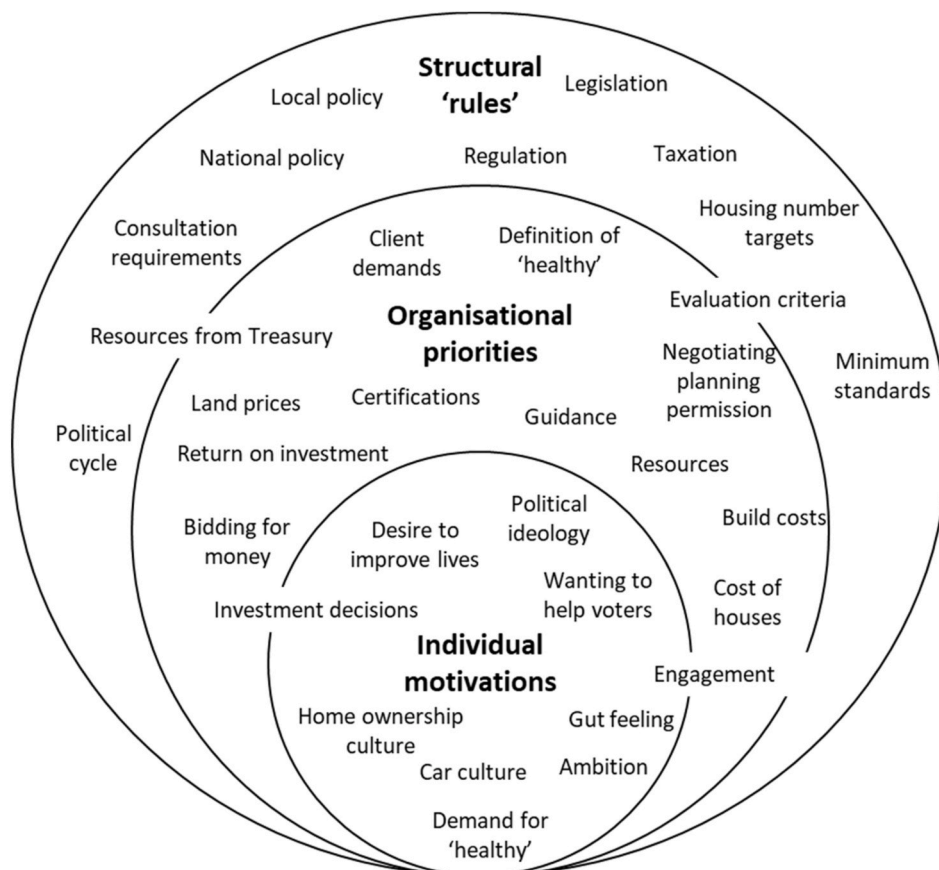 Structural
‘rules’
Legislation
Local policy
National policy
Regulation
Taxation
Consultation
requirements
Housing number
targets
Client
demands
Definition of
‘healthy’
Evaluation criteria
Resources from Treasury
Organisational
priorities
Negotiating
planning
permission
Minimum
standards
Land prices
Certifications
Guidance
Political
cycle
Return on investment
Resources
Bidding for
money
Desire to
improve lives
Political
ideology
Build costs
Wanting to
help voters
Cost of
houses
Investment decisions
Individual
motivations
Engagement
Home ownership
culture
Gut feeling
Car culture
Ambition
Demand for
‘healthy’